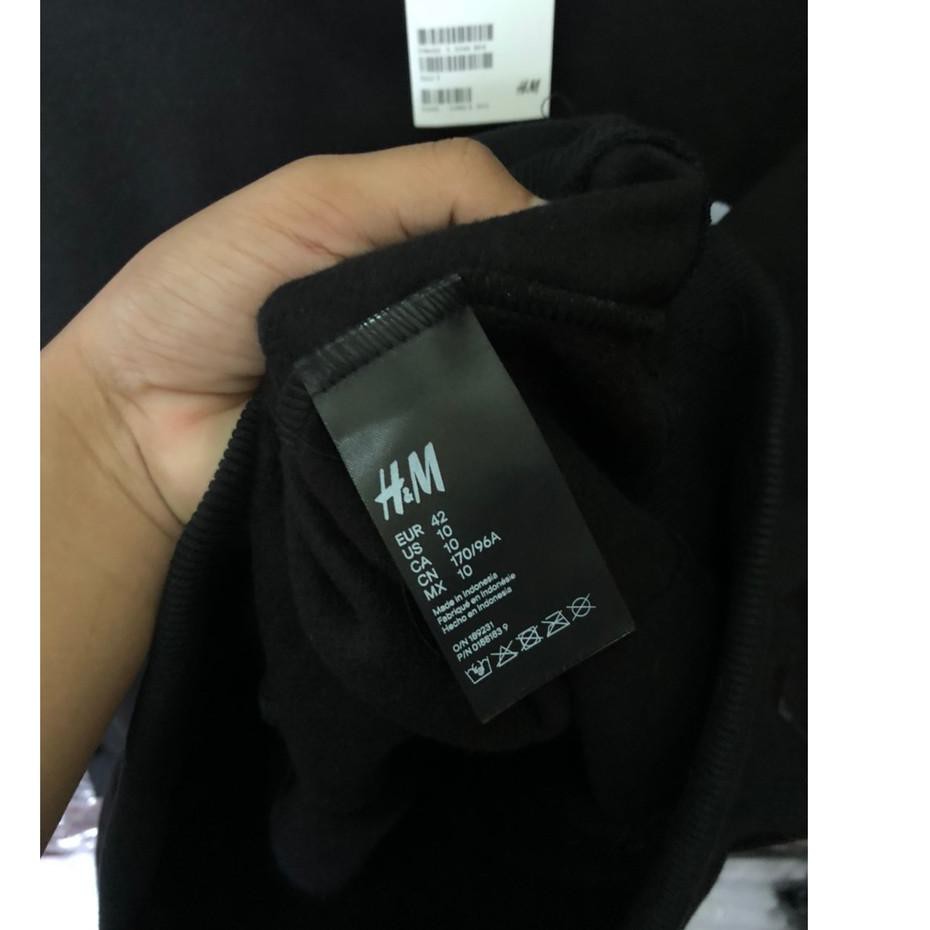 H&M
H&M
EUR 42
US 10
CA 10
CN 170/96A
MX 10
Made in Indonesia
Fabriqué en Indonésie
Hecho en Indonesia
O/N 189231
P/N 0188183 9